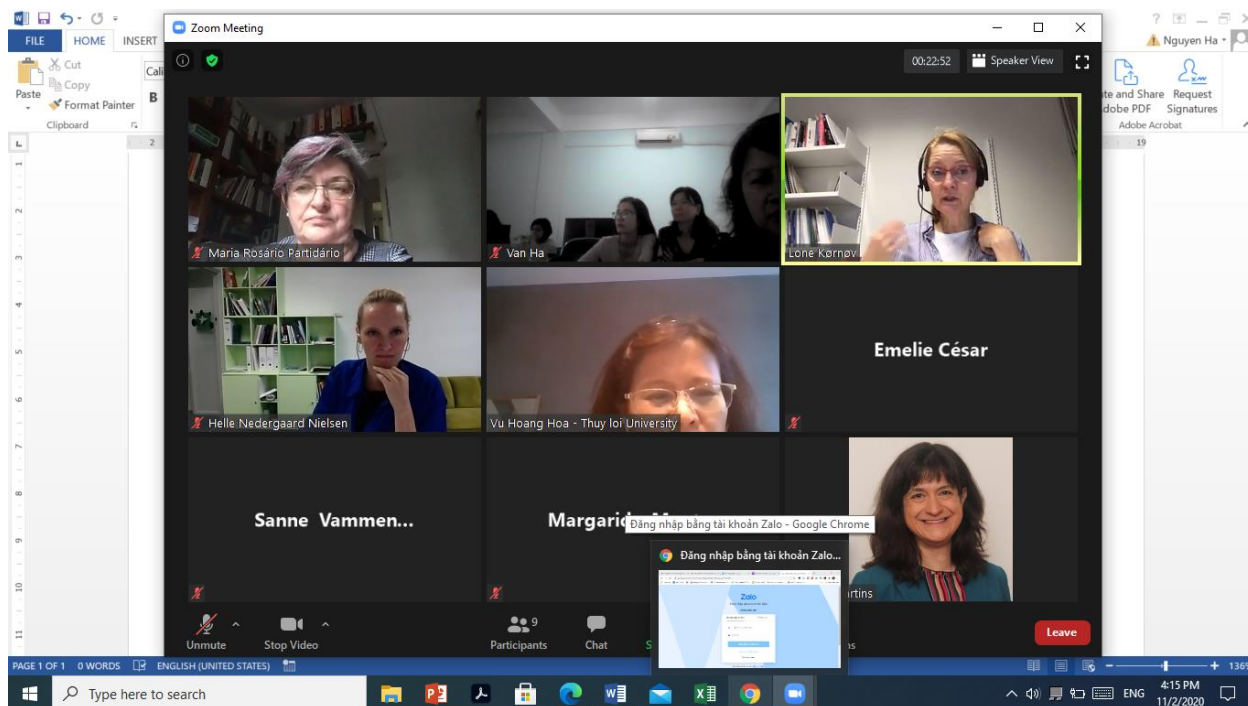 Zoom Meeting
FILE HOME INSERT
Nguyen Ha
Cut
Copy
Format Painter
Paste
Clipboard
Cali
B
00:22:52 Speaker View
Request
Signatures
te and Share
dobe PDF
Adobe Acrobat
2
19
Maria Rosário Partidário
Van Ha
Lone Kørnøv
Helle Nedergaard Nielsen
Vu Hoang Hoa - Thuy loi University
Emelie César
Sanne Vammen...
Đăng nhập bằng tài khoản Zalo - Google Chrome
Đăng nhập bằng tài khoản Zalo...
Zalo
Unmute
Stop Video
9
Participants
Chat
Leave
PAGE 1 OF 1 0 WORDS ENGLISH (UNITED STATES)
136%
Type here to search
ENG
4:15 PM
11/2/2020